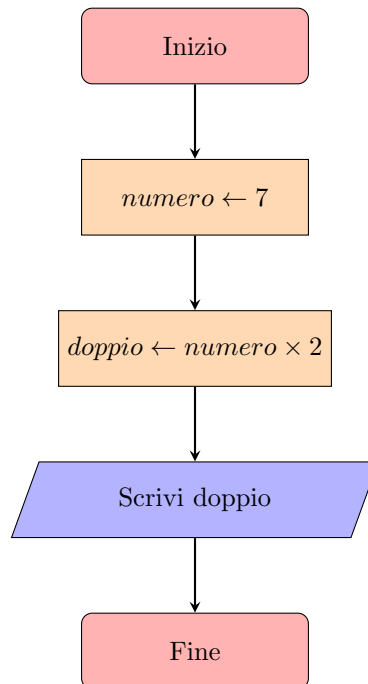 Inizio
numero ← 7
doppio ← numero × 2
Scrivi doppio
Fine